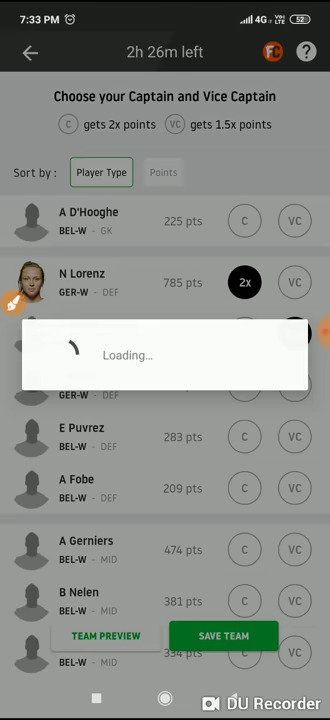 7:33 PM 4G Vo) LTE 52
2h 26m left FC ?
Choose your Captain and Vice Captain
C gets 2x points VC gets 1.5x points
Sort by : Player Type Points
A D'Hooghe
BEL-W - GK
225 pts C VC
N Lorenz
GER-W - DEF
785 pts 2x VC
Loading...
GER-W - DEF
E Puvrez
BEL-W - DEF
283 pts C VC
A Fobe
BEL-W - DEF
209 pts C VC
A Gerniers
BEL-W - MID
474 pts C VC
B Nelen
BEL-W - MID
381 pts C VC
TEAM PREVIEW SAVE TEAM
BEL-W - MID
334 pts C VC
DU Recorder